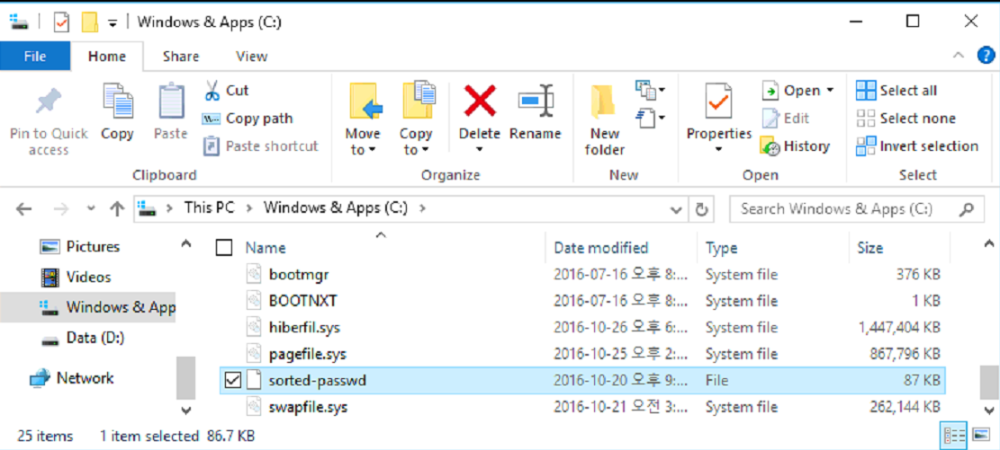 Windows & Apps (C:)
File Home Share View
Pin to Quick access
Copy
Paste
Cut
Copy path
Paste shortcut
Clipboard
Move to
Copy to
Delete
Rename
Organize
New folder
New
Properties
Open
Edit
History
Open
Select all
Select none
Invert selection
Select
This PC > Windows & Apps (C:) >
Search Windows & Apps (C:)
Pictures
Videos
Windows & App
Data (D:)
Network
Name Date modified Type Size
bootmgr 2016-07-16 오후 8:... System file 376 KB
BOOTNXT 2016-07-16 오후 8:... System file 1 KB
hiberfil.sys 2016-10-26 오후 6:... System file 1,447,404 KB
pagefile.sys 2016-10-25 오후 2:... System file 867,796 KB
sorted-passwd 2016-10-20 오후 9:... File 87 KB
swapfile.sys 2016-10-21 오전 3:... System file 262,144 KB
25 items 1 item selected 86.7 KB